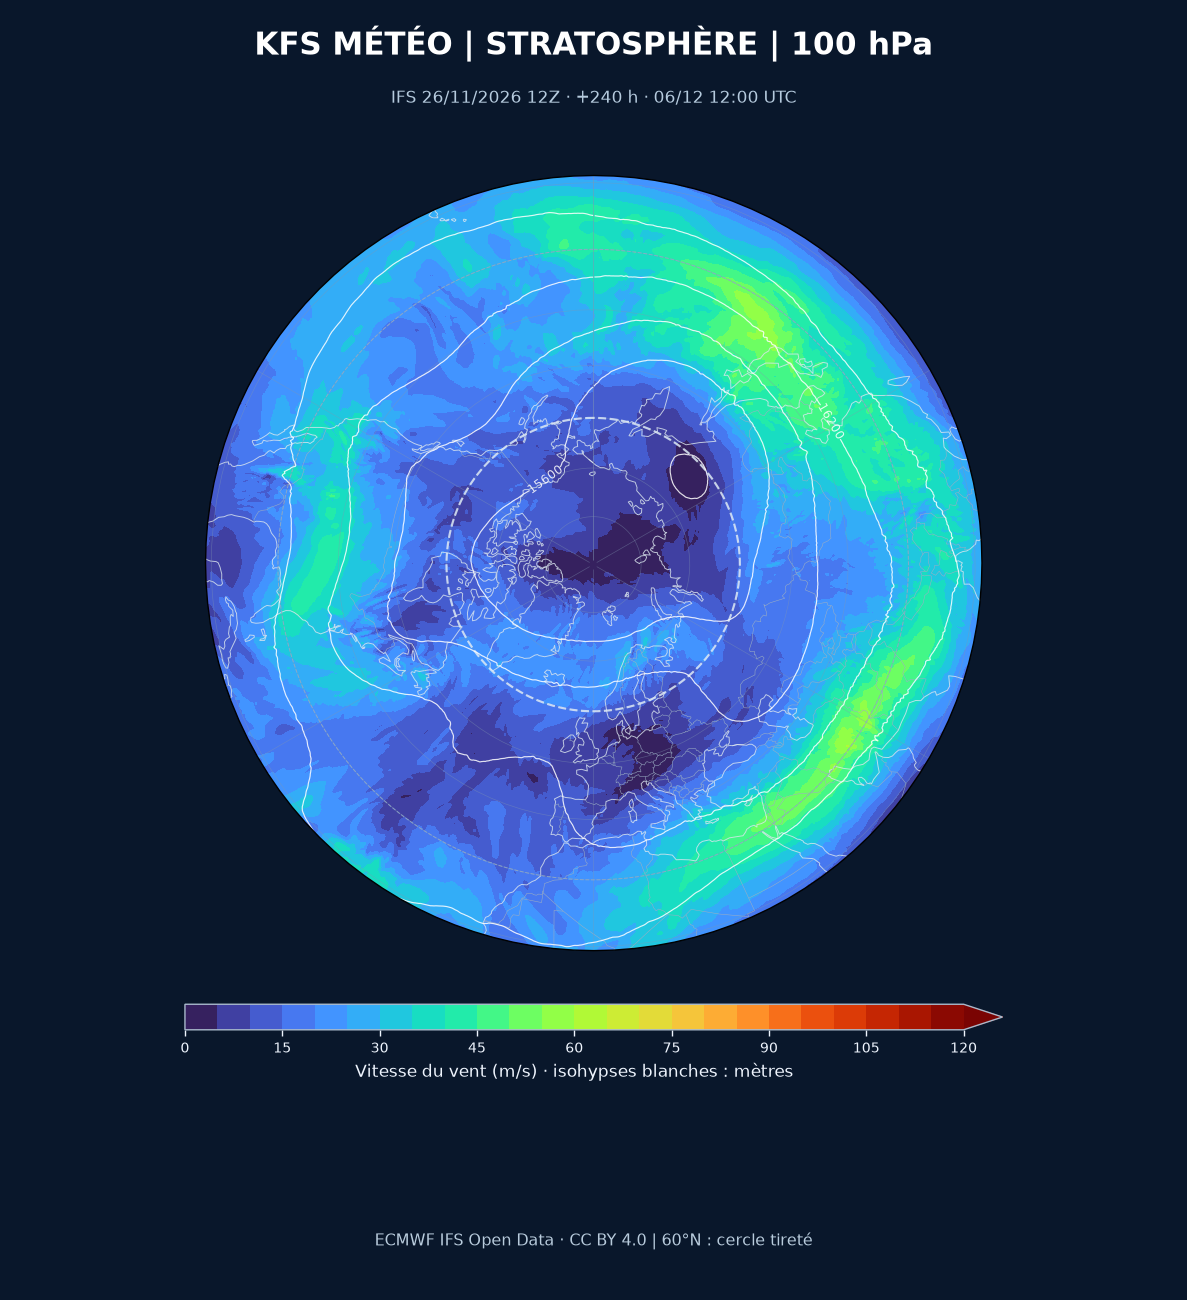 KFS MÉTÉO | STRATOSPHÈRE | 100 hPa
IFS 26/11/2026 12Z · +240 h · 06/12 12:00 UTC
16200
15600
0 15 30 45 60 75 90 105 120
Vitesse du vent (m/s) · isohypses blanches : mètres
ECMWF IFS Open Data · CC BY 4.0 | 60°N : cercle tireté